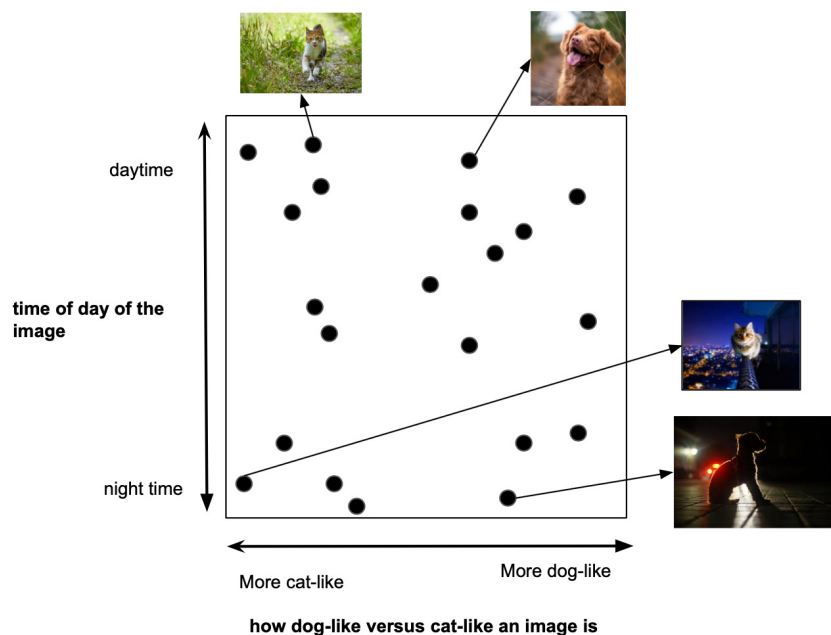 daytime
time of day of the
image
night time
More cat-like
More dog-like
how dog-like versus cat-like an image is